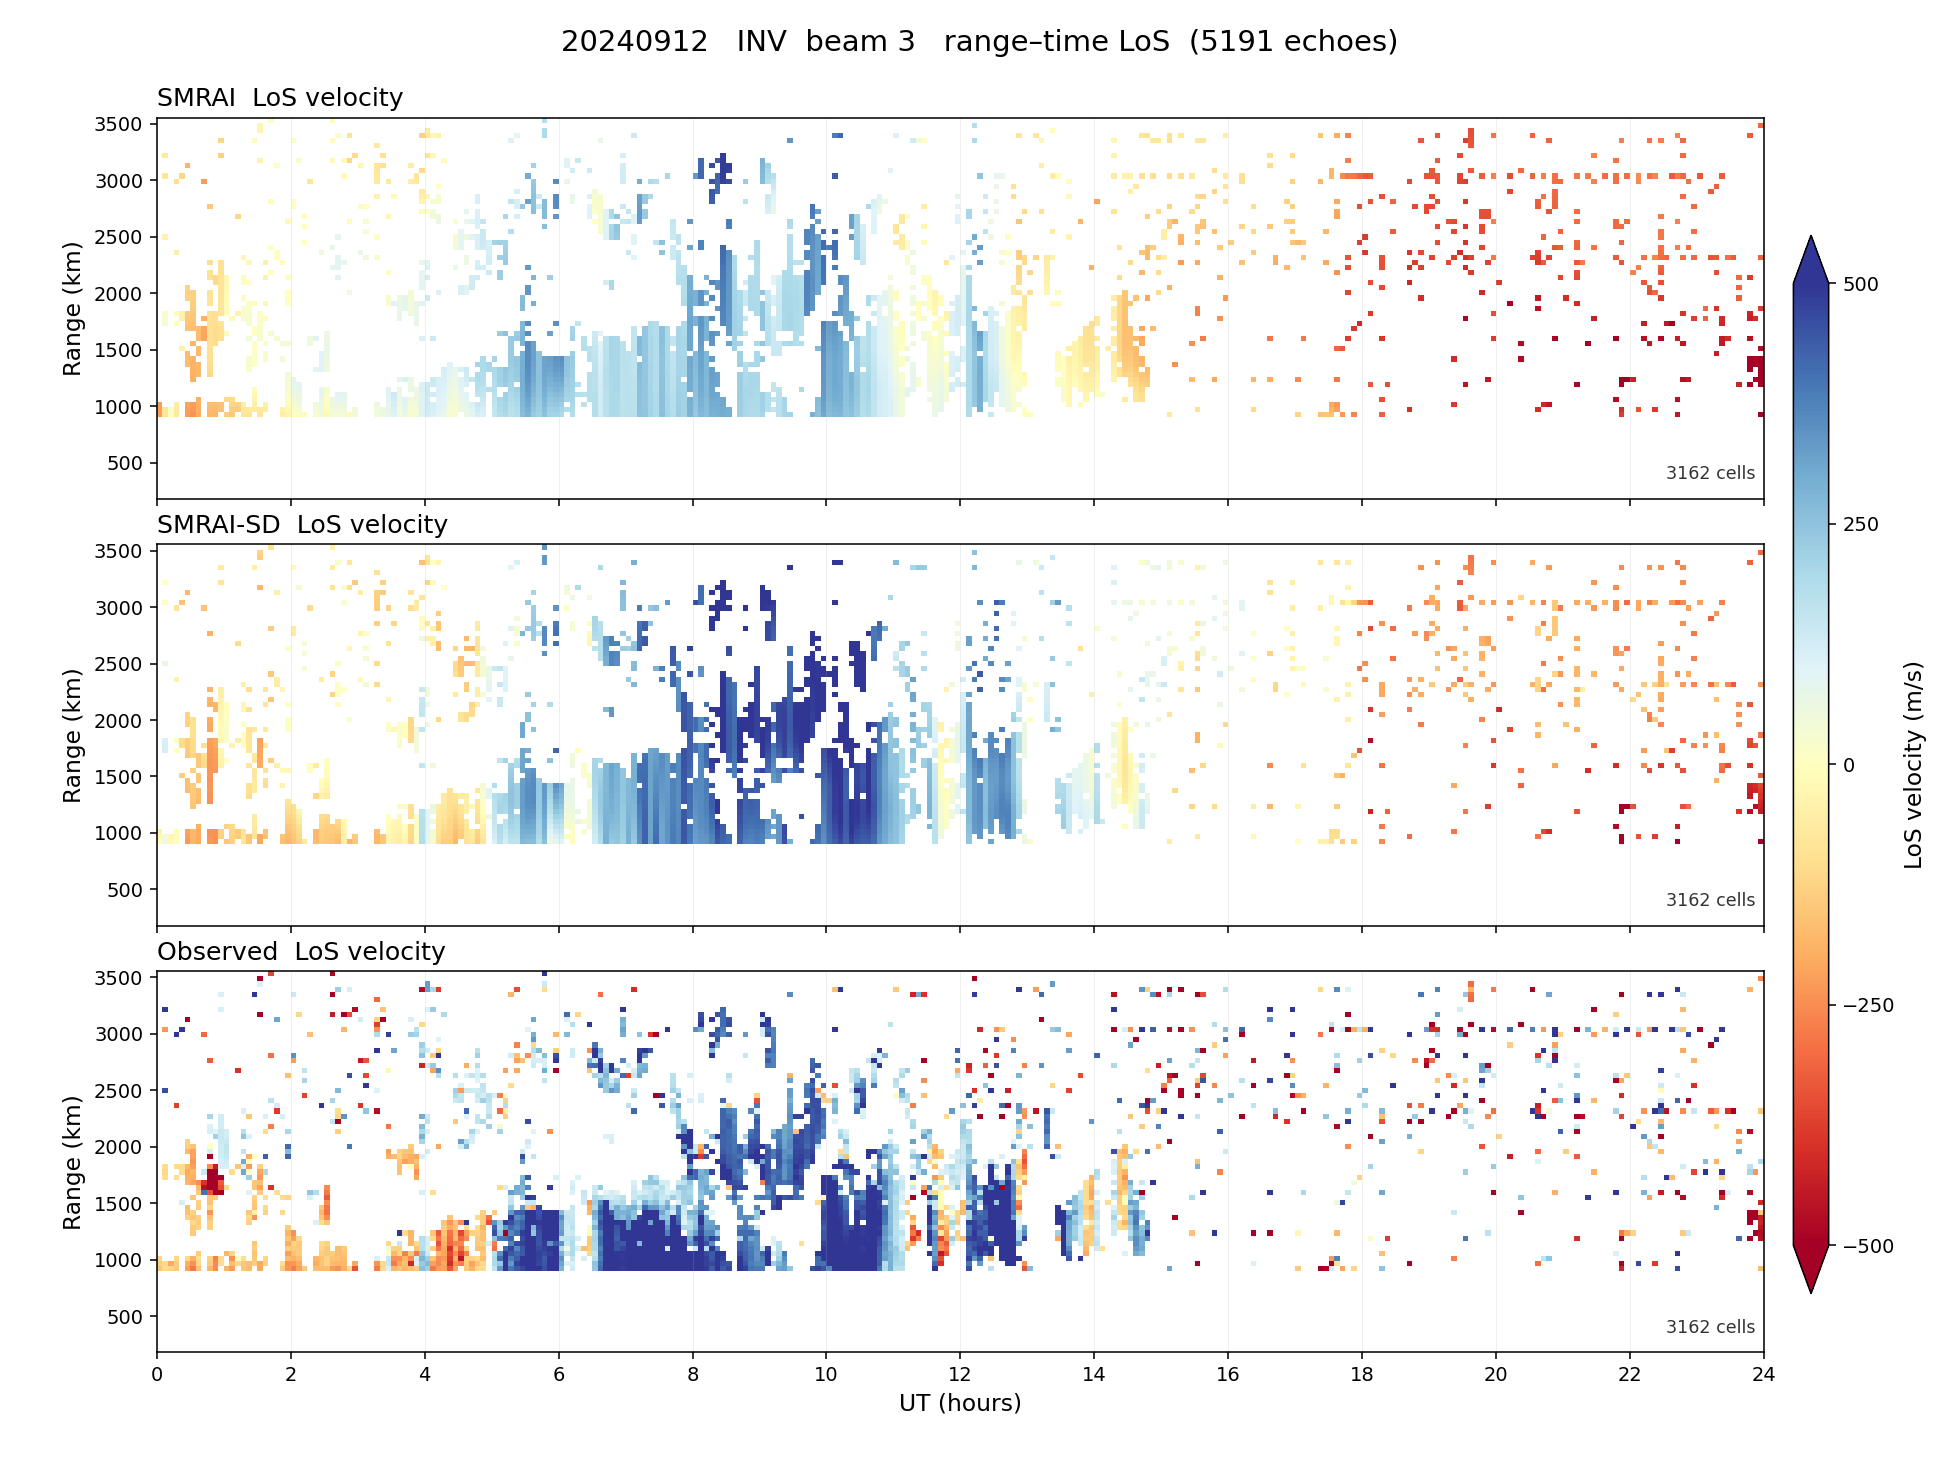 20240912   INV  beam 3   range–time LoS  (5191 echoes)
SMRAI  LoS velocity
3500
3000
2500
2000
1500
1000
500
Range (km)
3162 cells
SMRAI-SD  LoS velocity
3500
3000
2500
2000
1500
1000
500
Range (km)
3162 cells
Observed  LoS velocity
3500
3000
2500
2000
1500
1000
500
Range (km)
3162 cells
0 2 4 6 8 10 12 14 16 18 20 22 24
UT (hours)
500
250
0
−250
−500
LoS velocity (m/s)